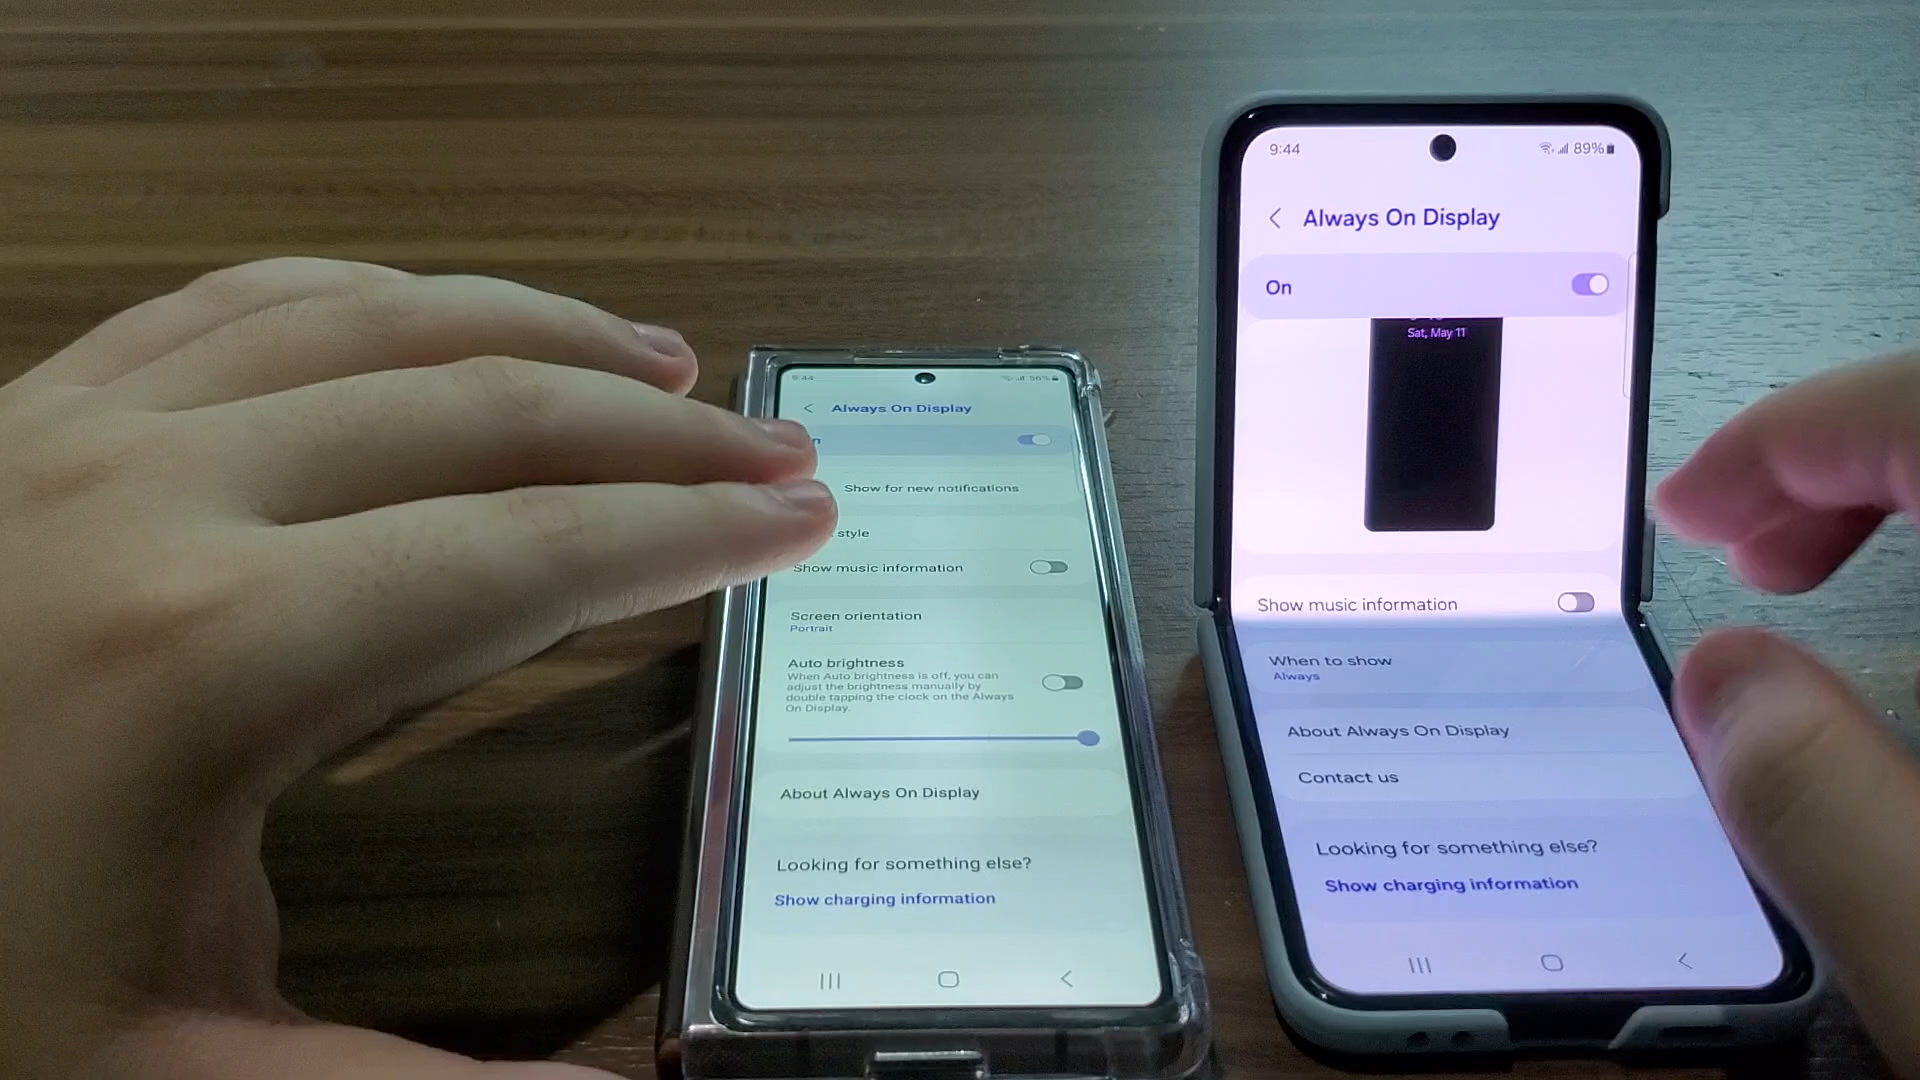 9:44
56%
Always On Display
Show for new notifications
style
Show music information
Screen orientation
Portrait
Auto brightness
When Auto brightness is off, you can
adjust the brightness manually by
double tapping the clock on the Always
On Display.
About Always On Display
Looking for something else?
Show charging information
9:44
89%
Always On Display
On
Sat, May 11
Show music information
When to show
Always
About Always On Display
Contact us
Looking for something else?
Show charging information